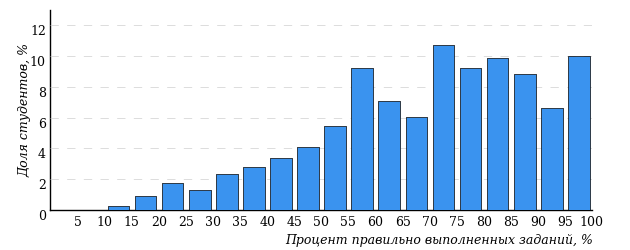 Доля студентов, %
12
10
8
6
4
2
0
5 10 15 20 25 30 35 40 45 50 55 60 65 70 75 80 85 90 95 100
Процент правильно выполненных заданий, %